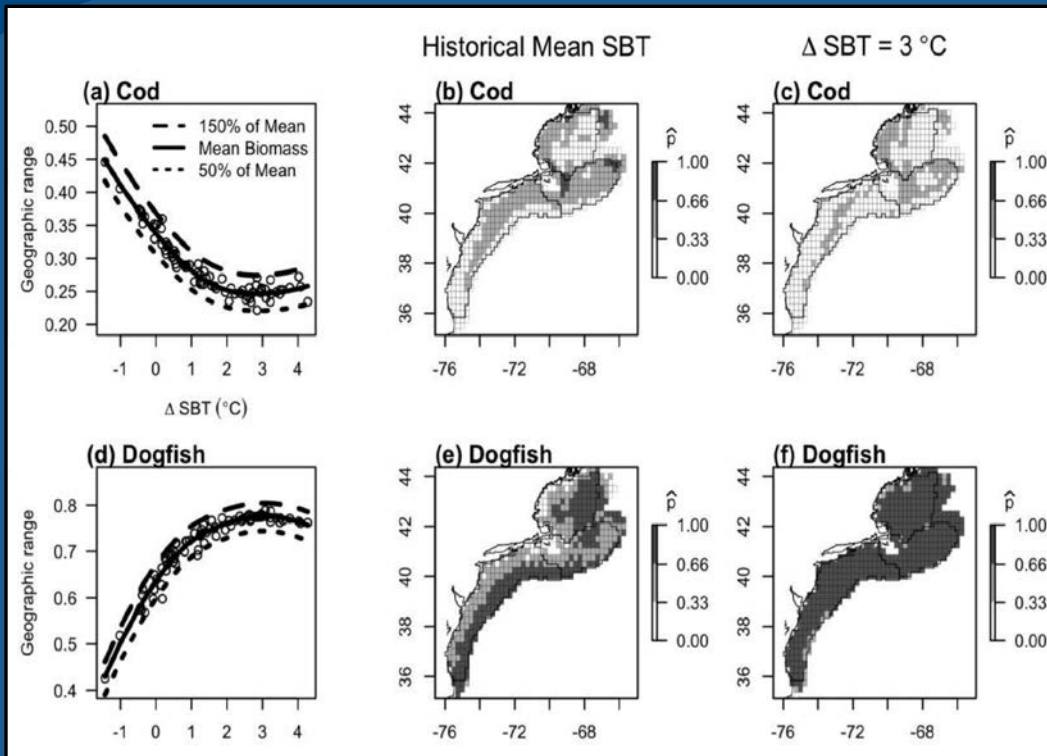 Historical Mean SBT
Δ SBT = 3 °C
(a) Cod
150% of Mean
Mean Biomass
50% of Mean
Geographic range
0.50
0.45
0.40
0.35
0.30
0.25
0.20
-1 0 1 2 3 4
Δ SBT (°C)
(b) Cod
44
42
40
38
36
-76 -72 -68
p̂
1.00
0.66
0.33
0.00
(c) Cod
44
42
40
38
36
-76 -72 -68
p̂
1.00
0.66
0.33
0.00
(d) Dogfish
Geographic range
0.8
0.7
0.6
0.5
0.4
-1 0 1 2 3 4
(e) Dogfish
44
42
40
38
36
-76 -72 -68
p̂
1.00
0.66
0.33
0.00
(f) Dogfish
44
42
40
38
36
-76 -72 -68
p̂
1.00
0.66
0.33
0.00